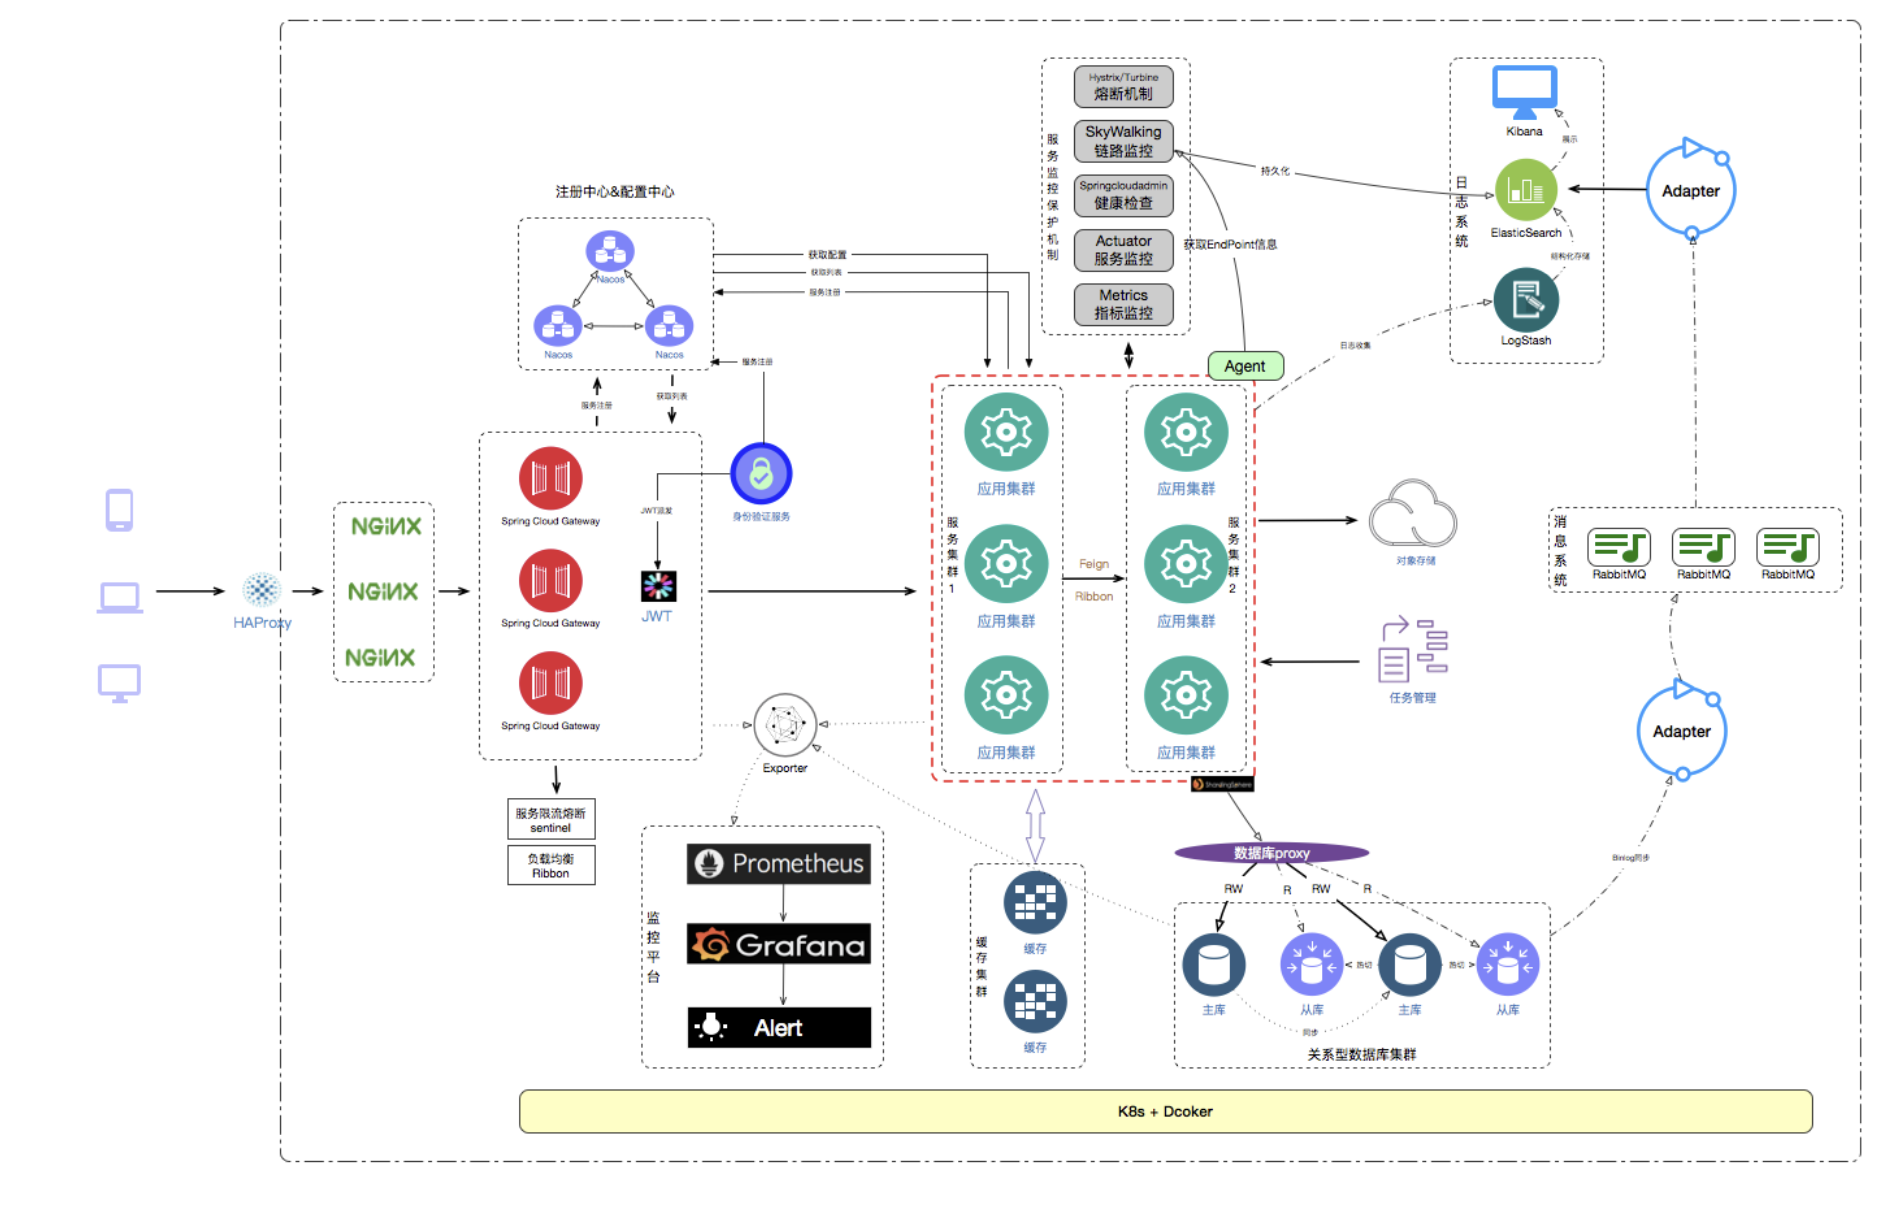 Hystrix/Turbine
熔断机制
SkyWalking
链路监控
Springcloudadmin
健康检查
Actuator
服务监控
Metrics
指标监控
服务监控保护机制
Kibana
展示
ElasticSearch
结构化存储
LogStash
日志系统
Adapter
持久化
获取EndPoint信息
日志收集
Agent
注册中心&配置中心
Nacos
Nacos
Nacos
获取配置
获取列表
服务注册
服务注册
服务注册
获取列表
HAProxy
NGINX
NGINX
NGINX
Spring Cloud Gateway
Spring Cloud Gateway
Spring Cloud Gateway
身份验证服务
JWT派发
JWT
服务限流熔断
sentinel
负载均衡
Ribbon
服务集群1
应用集群
应用集群
应用集群
Feign
Ribbon
服务集群2
应用集群
应用集群
应用集群
对象存储
任务管理
消息系统
RabbitMQ
RabbitMQ
RabbitMQ
Adapter
Binlog同步
Exporter
监控平台
Prometheus
Grafana
Alert
缓存集群
缓存
缓存
ShardingSphere
数据库proxy
RW
R
RW
R
主库
从库
主库
从库
热切
热切
同步
关系型数据库集群
K8s + Dcoker